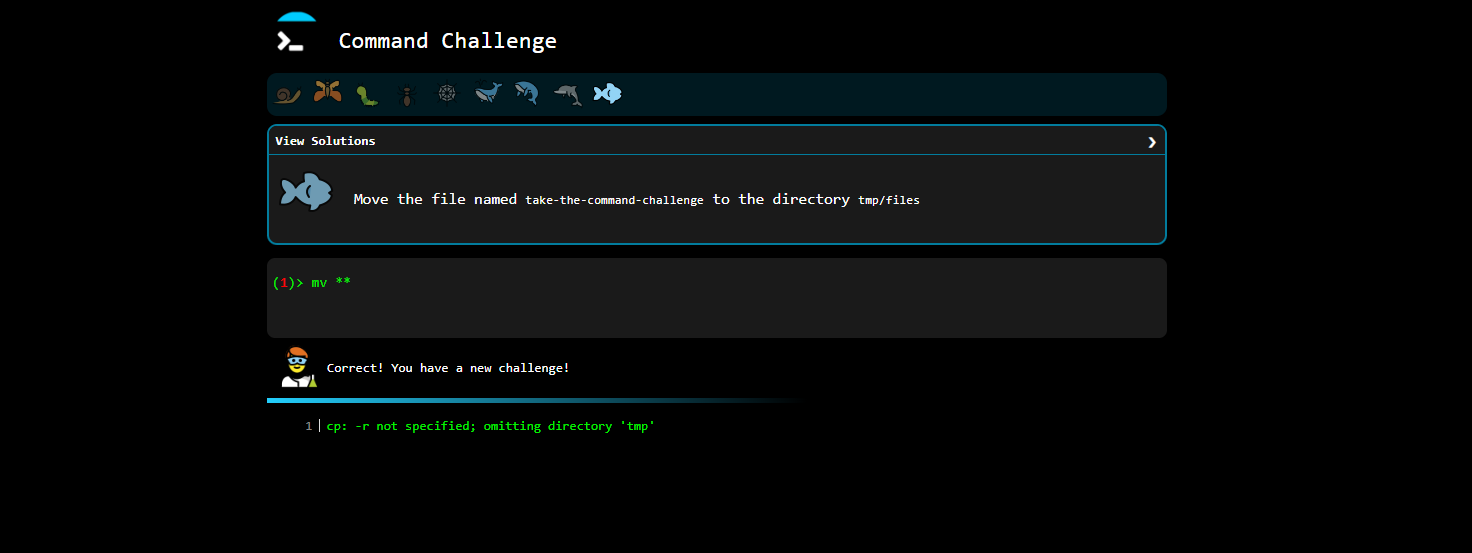 Command Challenge
View Solutions
Move the file named take-the-command-challenge to the directory tmp/files
(1)> mv **
Correct! You have a new challenge!
1 cp: -r not specified; omitting directory 'tmp'